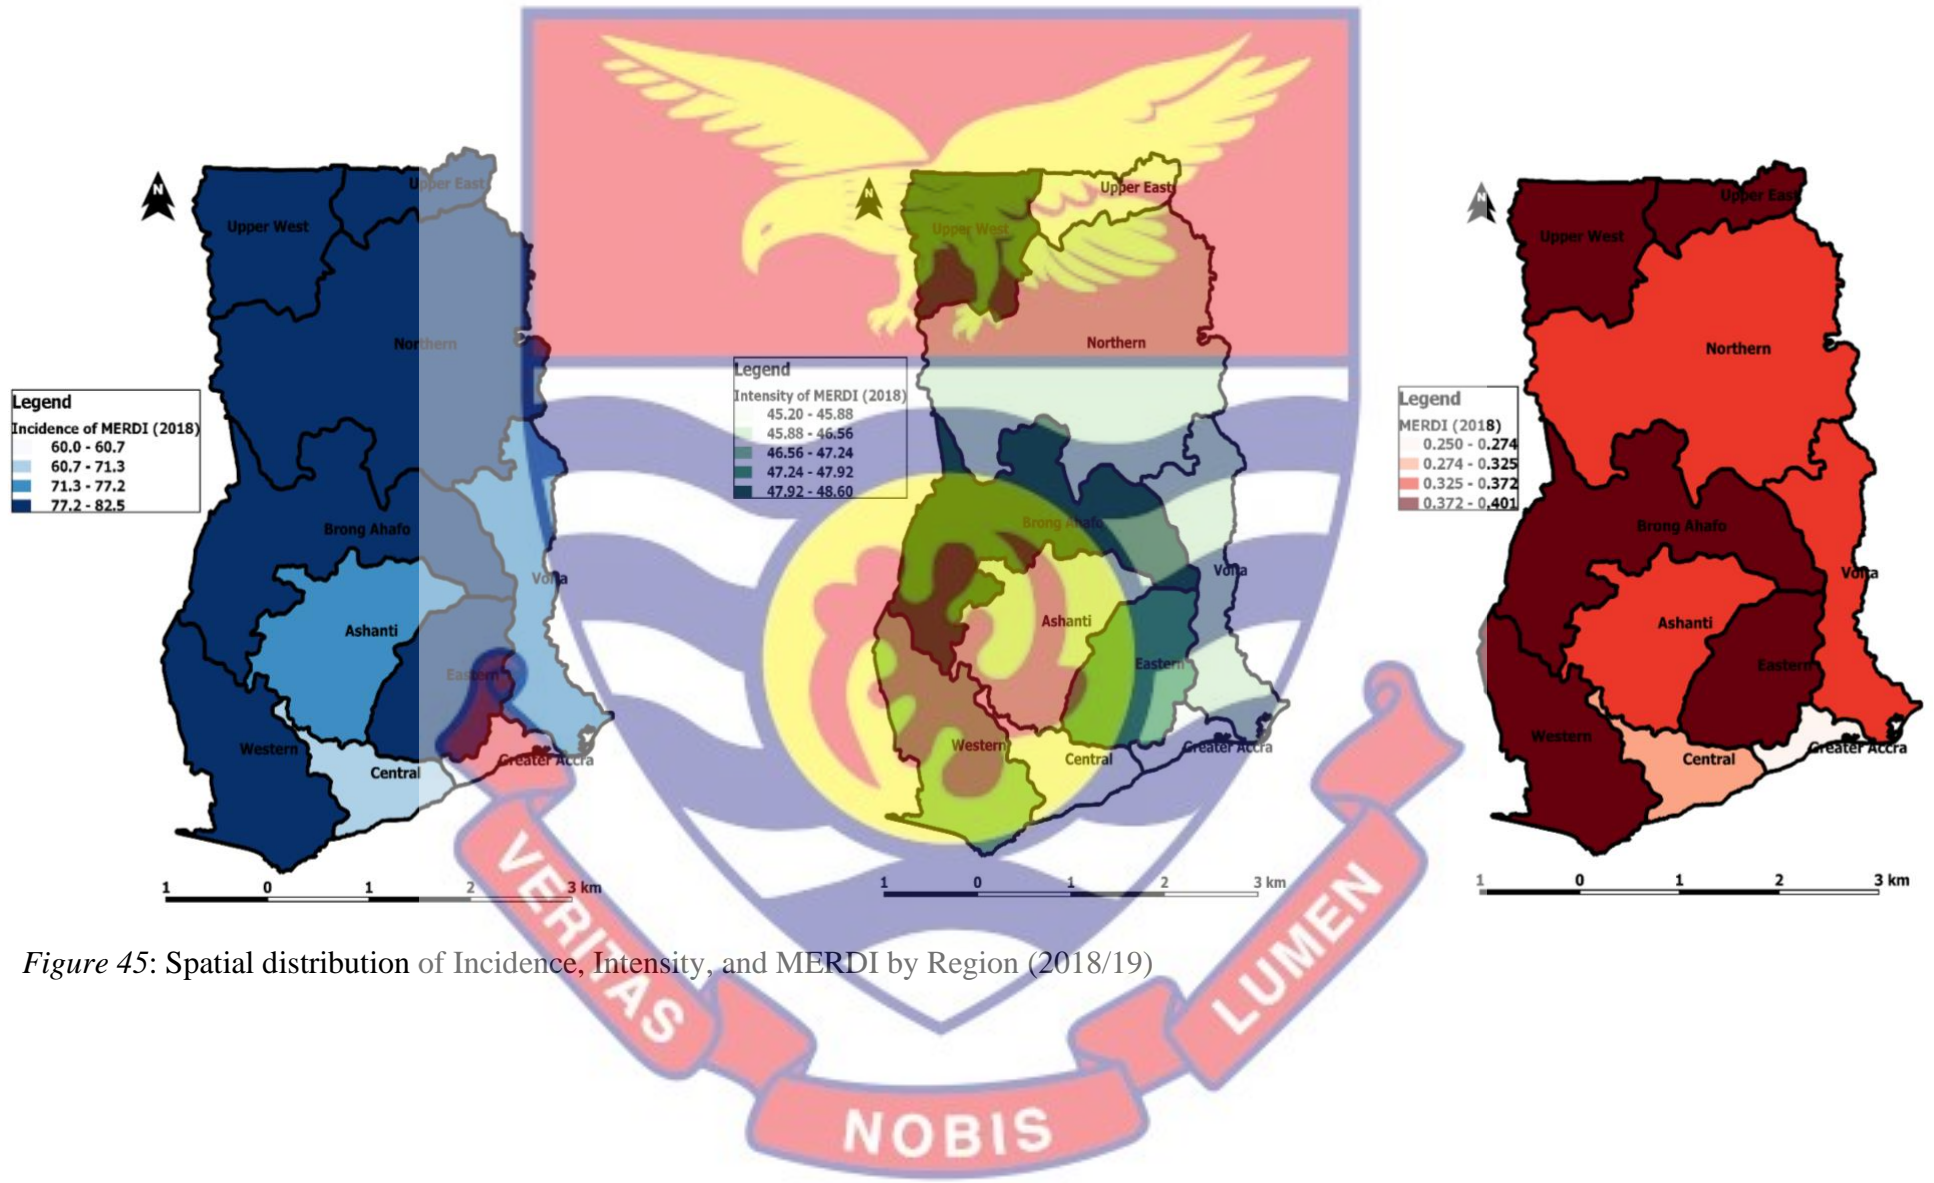 N
Upper West
Upper East
Northern
Brong Ahafo
Volta
Ashanti
Eastern
Western
Central
Greater Accra
Legend
Incidence of MERDI (2018)
60.0 - 60.7
60.7 - 71.3
71.3 - 77.2
77.2 - 82.5
1 0 1 2 3 km
N
Upper West
Upper East
Northern
Brong Ahafo
Volta
Ashanti
Eastern
Western
Central
Greater Accra
Legend
Intensity of MERDI (2018)
45.20 - 45.88
45.88 - 46.56
46.56 - 47.24
47.24 - 47.92
47.92 - 48.60
1 0 1 2 3 km
N
Upper West
Upper East
Northern
Brong Ahafo
Volta
Ashanti
Eastern
Western
Central
Greater Accra
Legend
MERDI (2018)
0.250 - 0.274
0.274 - 0.325
0.325 - 0.372
0.372 - 0.401
1 0 1 2 3 km
Figure 45: Spatial distribution of Incidence, Intensity, and MERDI by Region (2018/19)
VERITAS
NOBIS
LUMEN